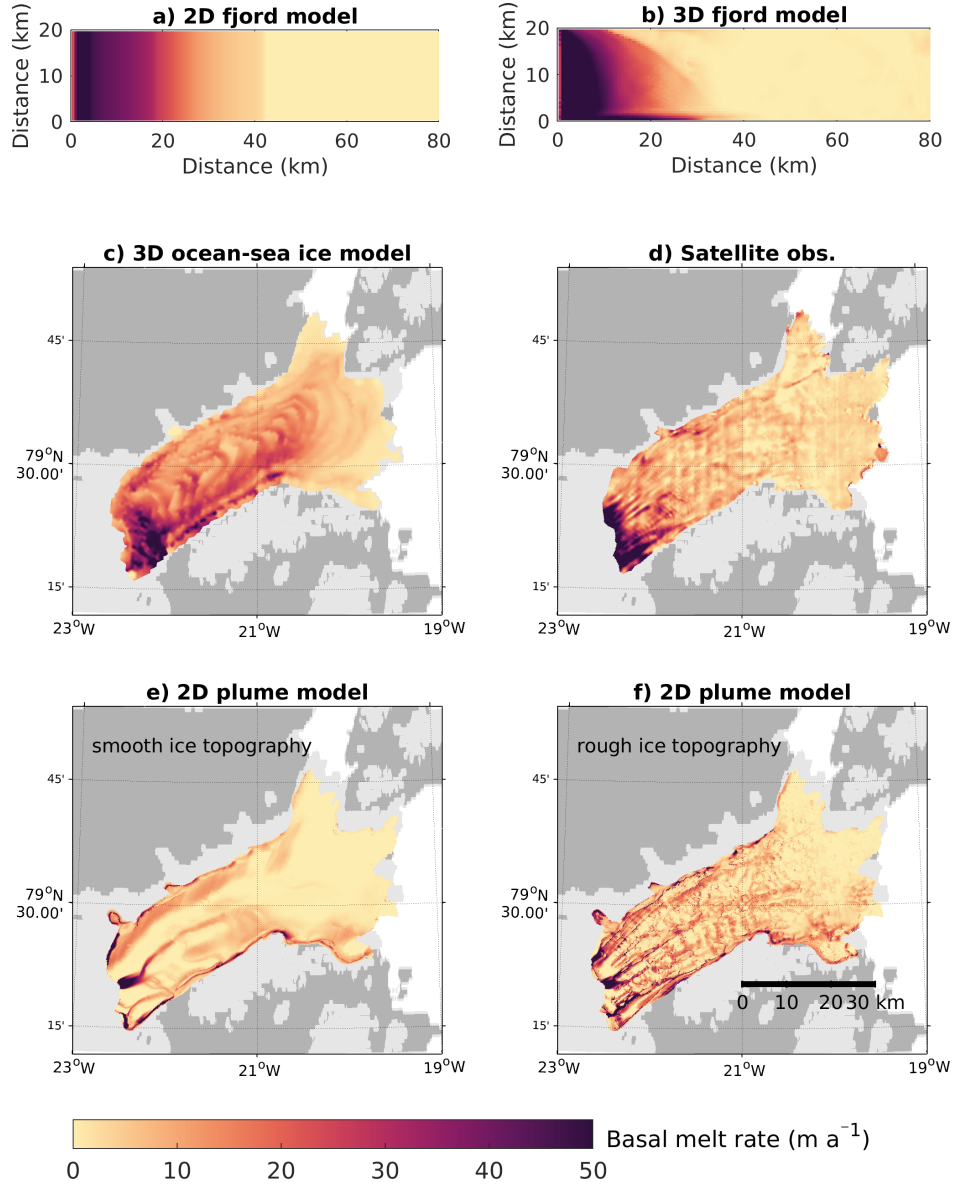 a) 2D fjord model
b) 3D fjord model
Distance (km)
20
10
0
0 20 40 60 80
Distance (km)
Distance (km)
20
10
0
0 20 40 60 80
Distance (km)
c) 3D ocean-sea ice model
d) Satellite obs.
45'
79°N
30.00'
15'
23°W 21°W 19°W
45'
79°N
30.00'
15'
23°W 21°W 19°W
e) 2D plume model
f) 2D plume model
smooth ice topography
45'
79°N
30.00'
15'
23°W 21°W 19°W
rough ice topography
45'
79°N
30.00'
15'
0 10 20 30 km
23°W 21°W 19°W
0 10 20 30 40 50
Basal melt rate (m a⁻¹)